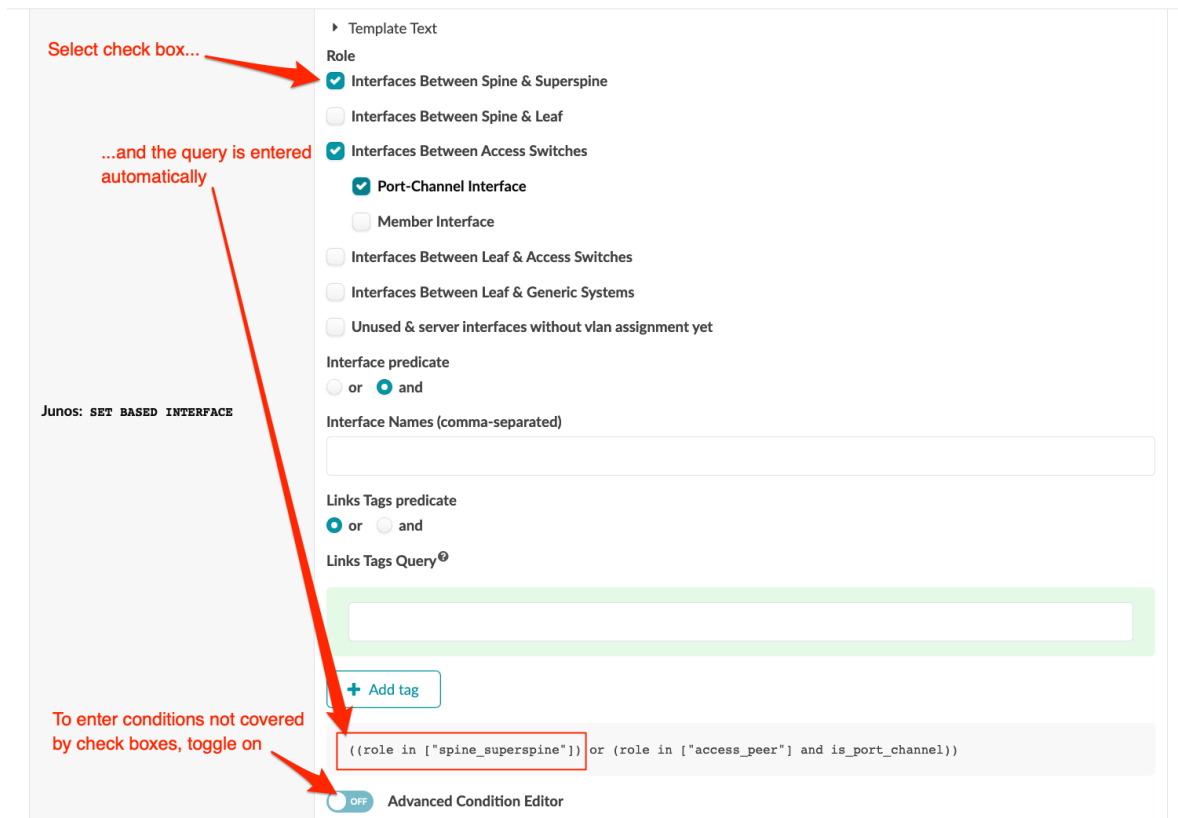 Template Text
Select check box...
Role
Interfaces Between Spine & Superspine
Interfaces Between Spine & Leaf
...and the query is entered
automatically
Interfaces Between Access Switches
Port-Channel Interface
Member Interface
Interfaces Between Leaf & Access Switches
Interfaces Between Leaf & Generic Systems
Unused & server interfaces without vlan assignment yet
Interface predicate
or and
Junos: SET BASED INTERFACE
Interface Names (comma-separated)
Links Tags predicate
or and
Links Tags Query?
+ Add tag
To enter conditions not covered
by check boxes, toggle on
((role in ["spine_superspine"]) or (role in ["access_peer"] and is_port_channel))
OFF Advanced Condition Editor